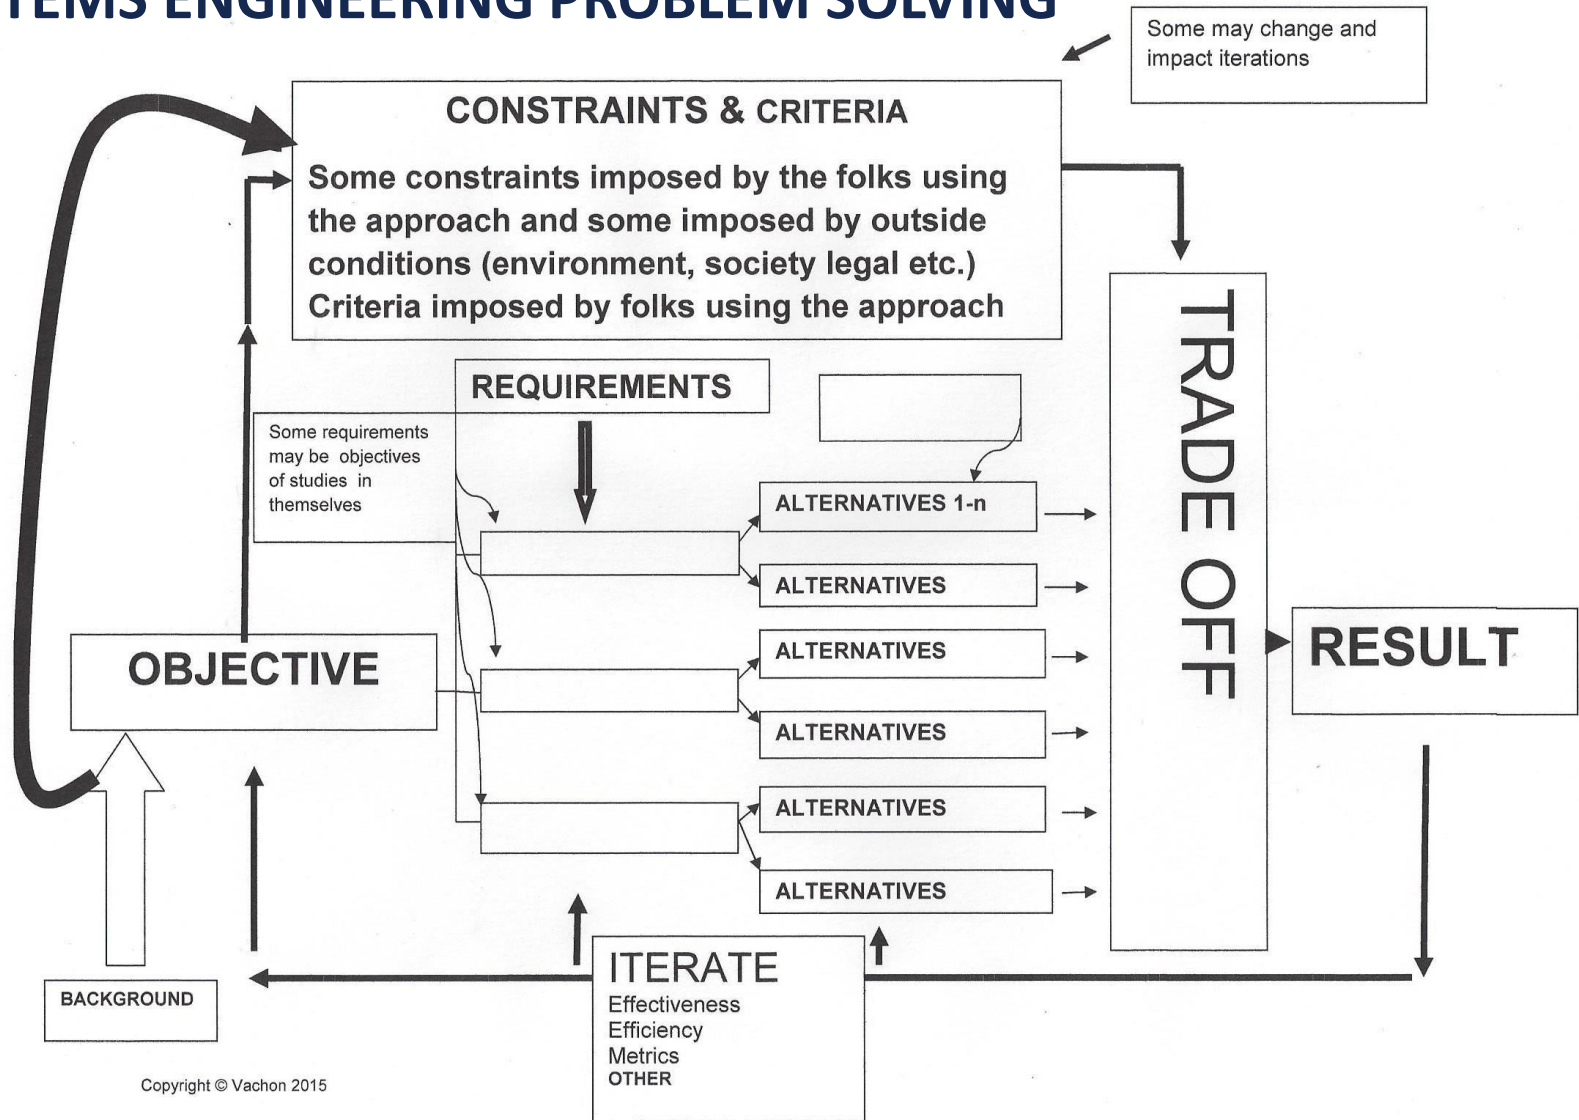 TEMS ENGINEERING PROBLEM SOLVING
Some may change and
impact iterations
CONSTRAINTS & CRITERIA
Some constraints imposed by the folks using
the approach and some imposed by outside
conditions (environment, society legal etc.)
Criteria imposed by folks using the approach
REQUIREMENTS
Some requirements
may be objectives
of studies in
themselves
ALTERNATIVES 1-n
ALTERNATIVES
ALTERNATIVES
ALTERNATIVES
ALTERNATIVES
ALTERNATIVES
TRADE OFF
OBJECTIVE
RESULT
BACKGROUND
ITERATE
Effectiveness
Efficiency
Metrics
OTHER
Copyright © Vachon 2015